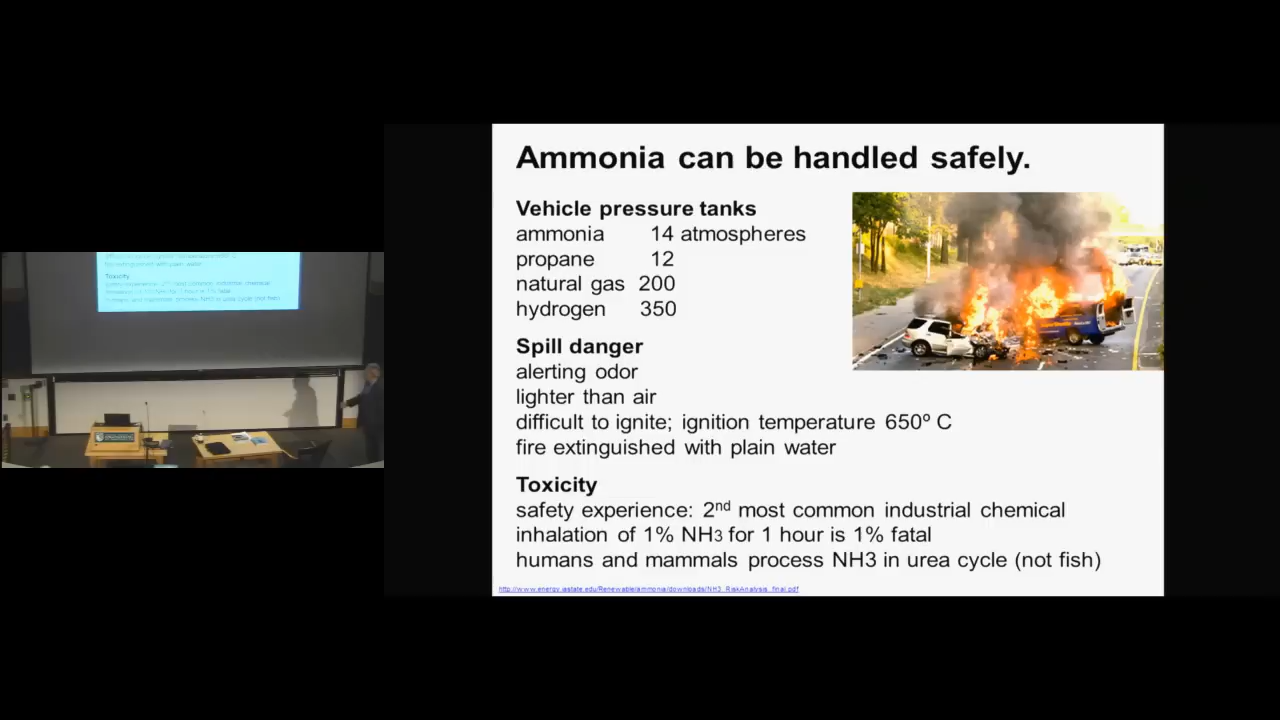 Ammonia can be handled safely.
Vehicle pressure tanks
ammonia 14 atmospheres
propane 12
natural gas 200
hydrogen 350
Spill danger
alerting odor
lighter than air
difficult to ignite; ignition temperature 650º C
fire extinguished with plain water
Toxicity
safety experience: 2nd most common industrial chemical
inhalation of 1% NH3 for 1 hour is 1% fatal
humans and mammals process NH3 in urea cycle (not fish)
http://www.energy.iastate.edu/Renewable/ammonia/downloads/NH3_RiskAnalysis_final.pdf
Toxicity